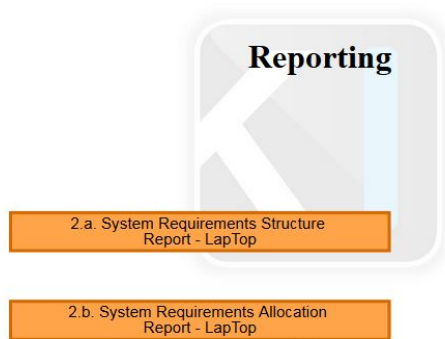 Reporting
2.a. System Requirements Structure
Report - LapTop
2.b. System Requirements Allocation
Report - LapTop